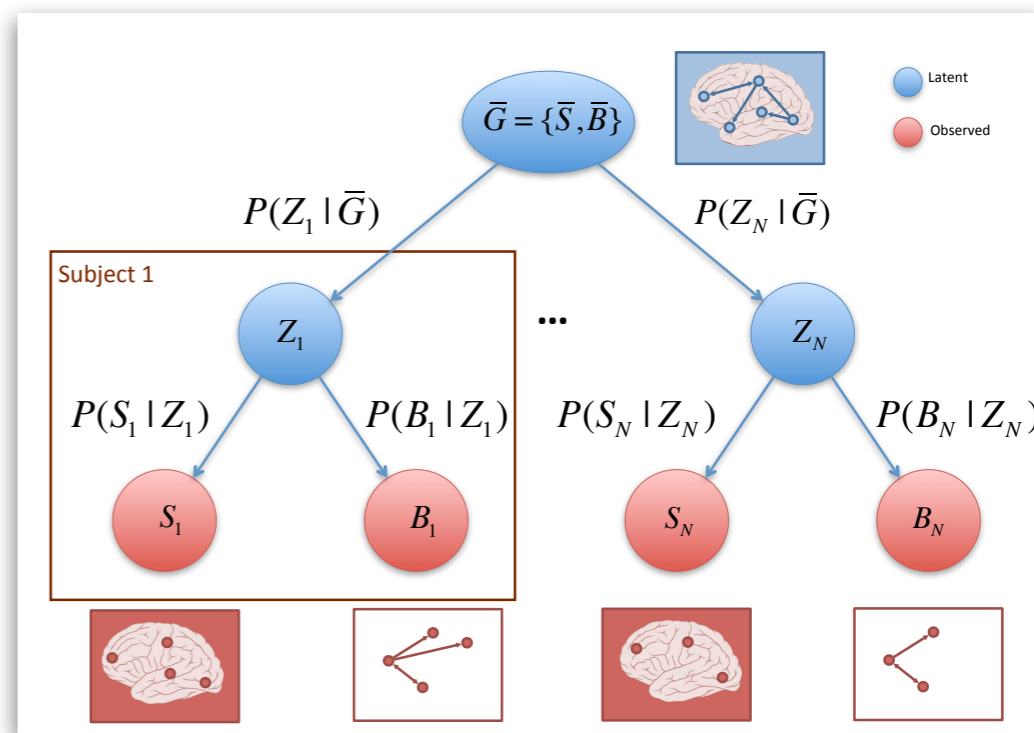 Latent
G̅ = {S̅, B̅}
Observed
P(Z₁ | G̅)
P(Z_N | G̅)
Subject 1
...
Z₁
Z_N
P(S₁ | Z₁)
P(B₁ | Z₁)
P(S_N | Z_N)
P(B_N | Z_N)
S₁
B₁
S_N
B_N